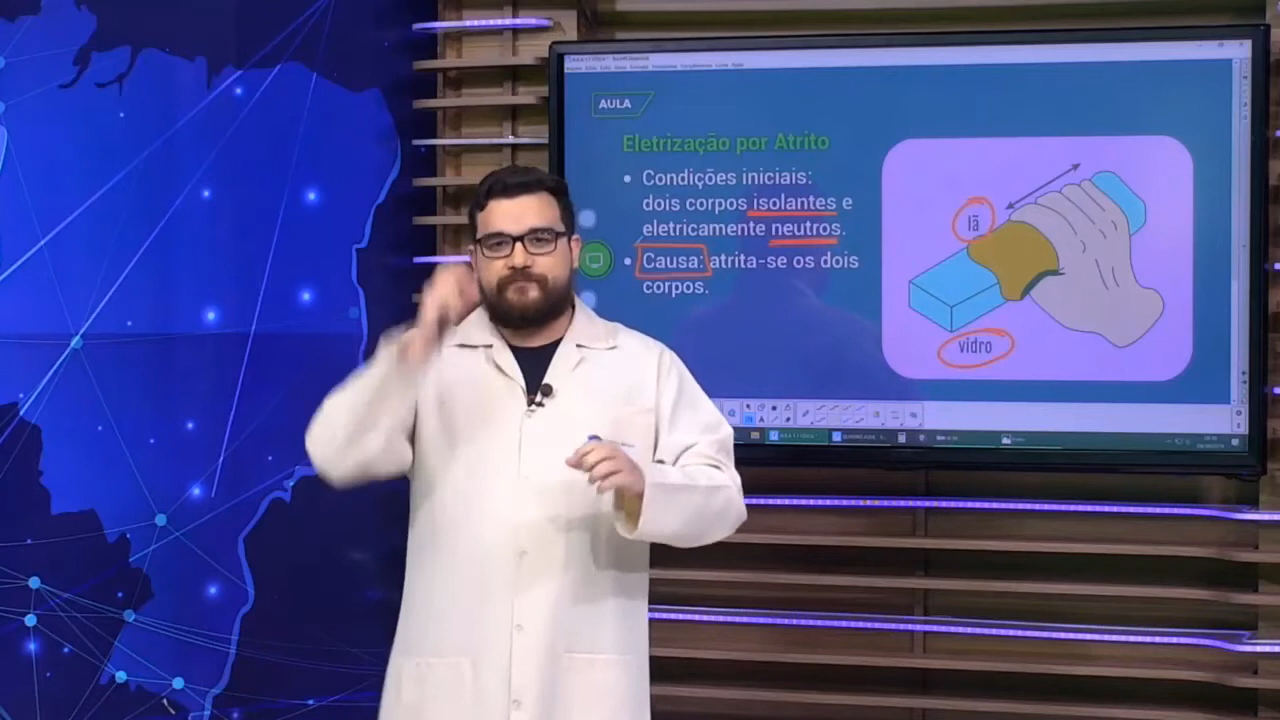 AULA
Eletrização por Atrito
• Condições iniciais:
dois corpos isolantes e
eletricamente neutros.
• Causa: atrita-se os dois
corpos.
lã
vidro